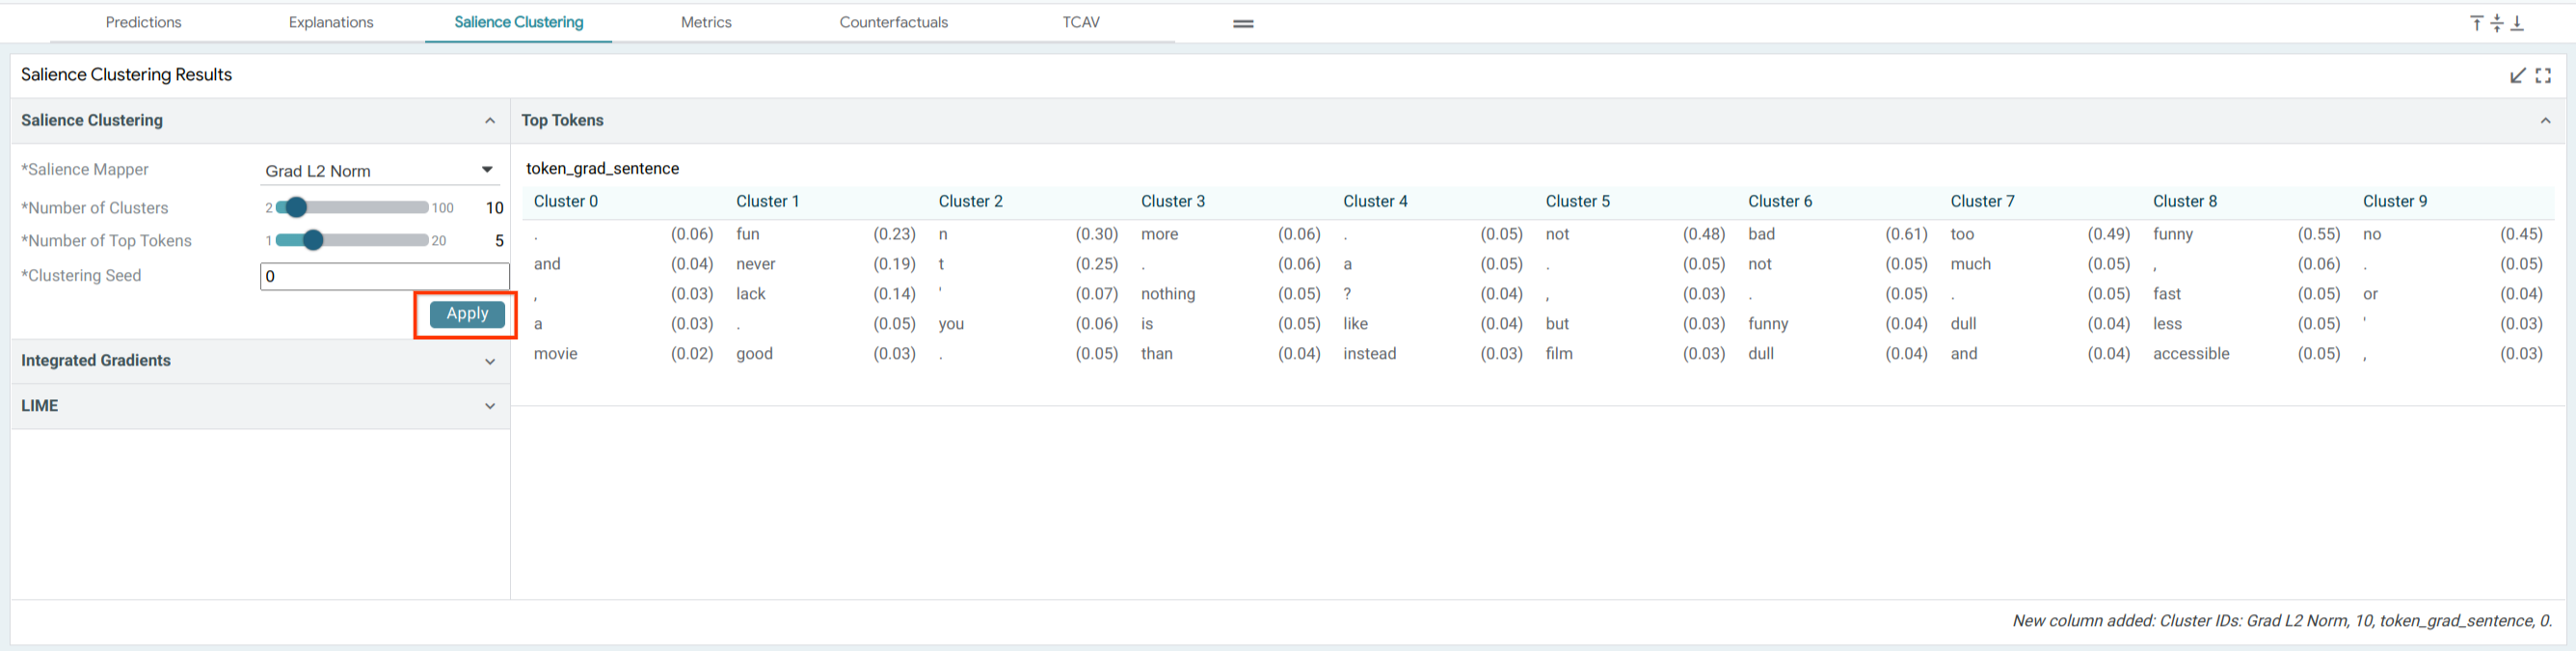 Predictions Explanations Salience Clustering Metrics Counterfactuals TCAV
Salience Clustering Results
Salience Clustering
*Salience Mapper Grad L2 Norm
*Number of Clusters 2 100 10
*Number of Top Tokens 1 20 5
*Clustering Seed 0
Apply
Integrated Gradients
LIME
Top Tokens
token_grad_sentence
Cluster 0 Cluster 1 Cluster 2 Cluster 3 Cluster 4 Cluster 5 Cluster 6 Cluster 7 Cluster 8 Cluster 9
. (0.06) fun (0.23) n (0.30) more (0.06) . (0.05) not (0.48) bad (0.61) too (0.49) funny (0.55) no (0.45)
and (0.04) never (0.19) t (0.25) . (0.06) a (0.05) . (0.05) not (0.05) much (0.05) , (0.06) . (0.05)
, (0.03) lack (0.14) ' (0.07) nothing (0.05) ? (0.04) , (0.03) . (0.05) . (0.05) fast (0.05) or (0.04)
a (0.03) . (0.05) you (0.06) is (0.05) like (0.04) but (0.03) funny (0.04) dull (0.04) less (0.05) ' (0.03)
movie (0.02) good (0.03) . (0.05) than (0.04) instead (0.03) film (0.03) dull (0.04) and (0.04) accessible (0.05) , (0.03)
New column added: Cluster IDs: Grad L2 Norm, 10, token_grad_sentence, 0.